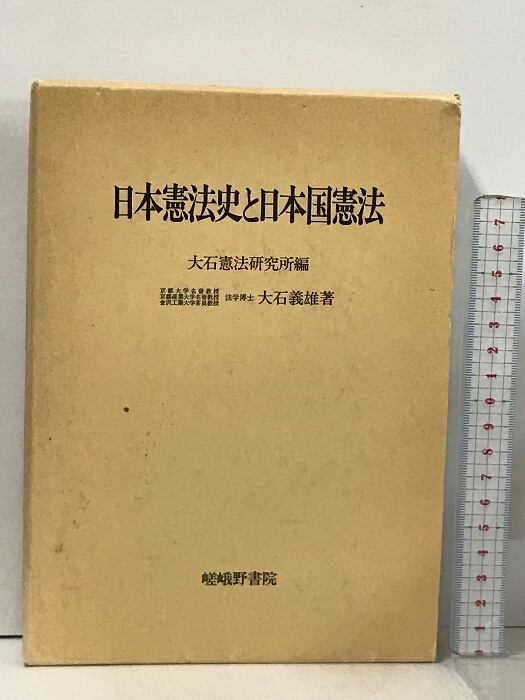 日本憲法史と日本国憲法
大石憲法研究所編
京都大学名誉教授
京都産業大学名誉教授
金沢工業大学客員教授
法学博士 大石義雄著
嵯峨野書院